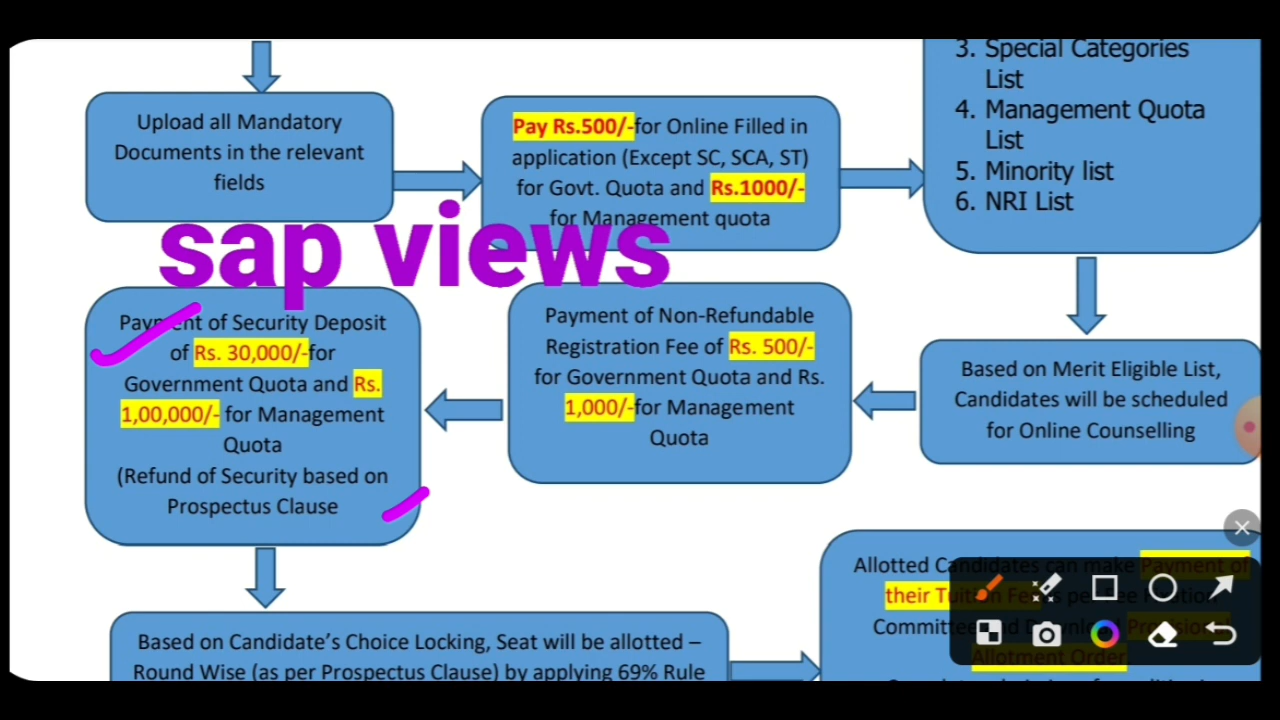 3. Special Categories
List
4. Management Quota
List
5. Minority list
6. NRI List
Upload all Mandatory
Documents in the relevant
fields
Pay Rs.500/-for Online Filled in
application (Except SC, SCA, ST)
for Govt. Quota and Rs.1000/-
for Management quota
sap views
Based on Merit Eligible List,
Candidates will be scheduled
for Online Counselling
Payment of Non-Refundable
Registration Fee of Rs. 500/-
for Government Quota and Rs.
1,000/-for Management
Quota
Payment of Security Deposit
of Rs. 30,000/-for
Government Quota and Rs.
1,00,000/- for Management
Quota
(Refund of Security based on
Prospectus Clause
Based on Candidate's Choice Locking, Seat will be allotted –
Round Wise (as per Prospectus Clause) by applying 69% Rule
Allotted Candidates can make Payment of
their Tuition
Committee
Allotment Order